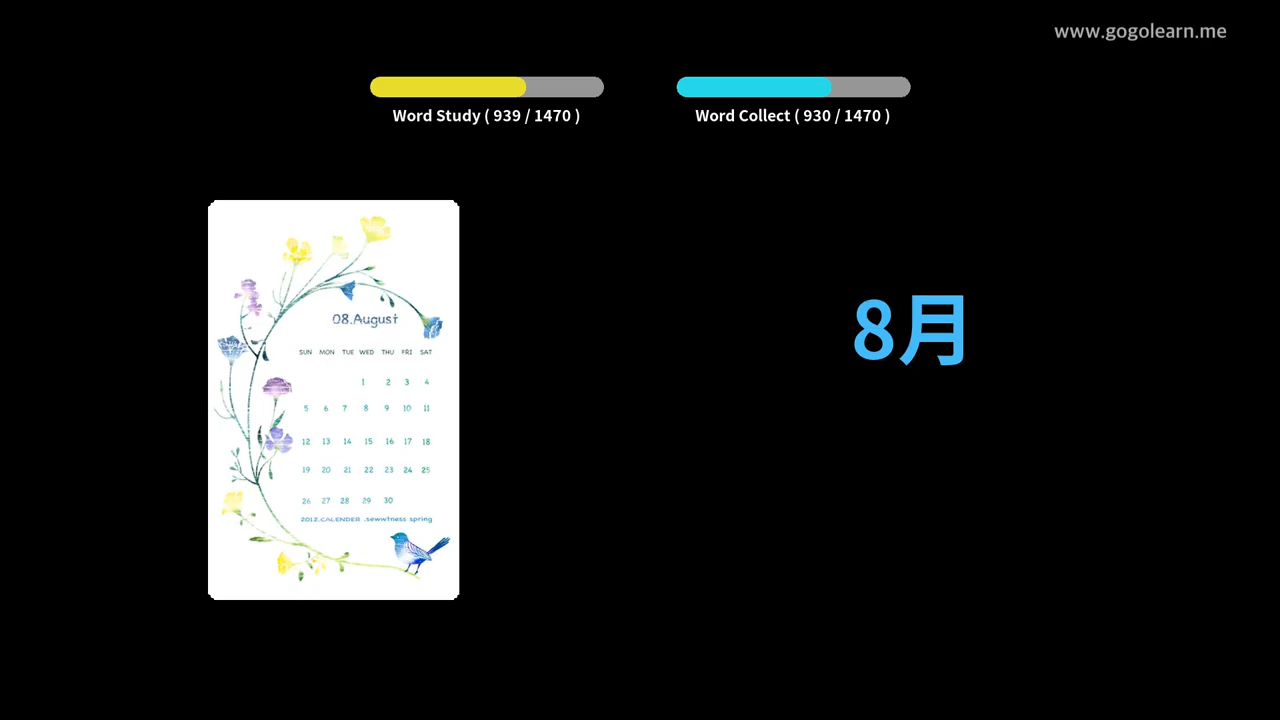 www.gogolearn.me
Word Study ( 939 / 1470 )
Word Collect ( 930 / 1470 )
08.August
SUN MON TUE WED THU FRI SAT
1 2 3 4
5 6 7 8 9 10 11
12 13 14 15 16 17 18
19 20 21 22 23 24 25
26 27 28 29 30
2012.CALENDER .sewwtness spring
8月